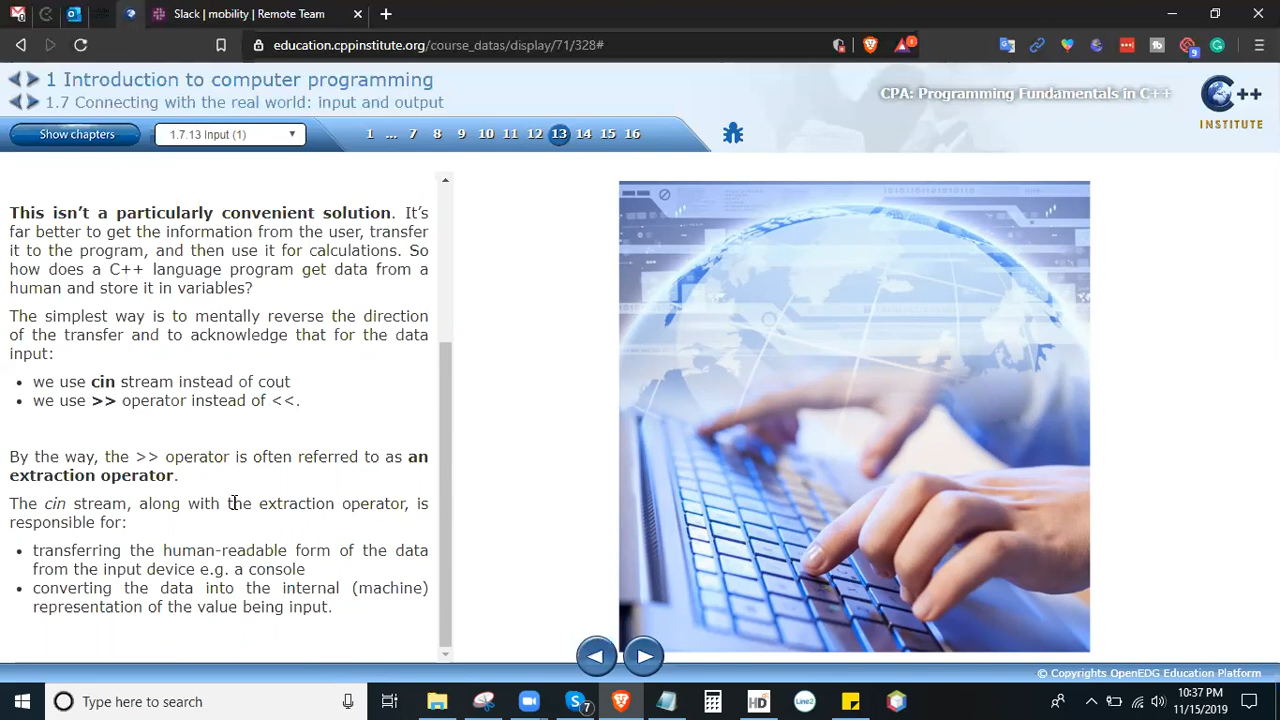 Slack | mobility | Remote Team
education.cppinstitute.org/course_datas/display/71/328#
1 Introduction to computer programming
1.7 Connecting with the real world: input and output
CPA: Programming Fundamentals in C++
++
INSTITUTE
Show chapters
1.7.13 Input (1)
1 ... 7 8 9 10 11 12 13 14 15 16
This isn't a particularly convenient solution. It's
far better to get the information from the user, transfer
it to the program, and then use it for calculations. So
how does a C++ language program get data from a
human and store it in variables?
The simplest way is to mentally reverse the direction
of the transfer and to acknowledge that for the data
input:
• we use cin stream instead of cout
• we use >> operator instead of <<.
By the way, the >> operator is often referred to as an
extraction operator.
The cin stream, along with the extraction operator, is
responsible for:
• transferring the human-readable form of the data
from the input device e.g. a console
• converting the data into the internal (machine)
representation of the value being input.
© Copyrights OpenEDG Education Platform
Type here to search
7
HD
Line2
10:37 PM
11/15/2019